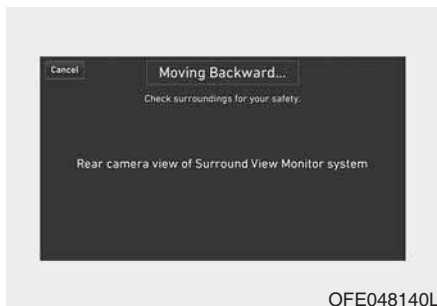 Cancel
Moving Backward...
Check surroundings for your safety.
Rear camera view of Surround View Monitor system
OFE048140L